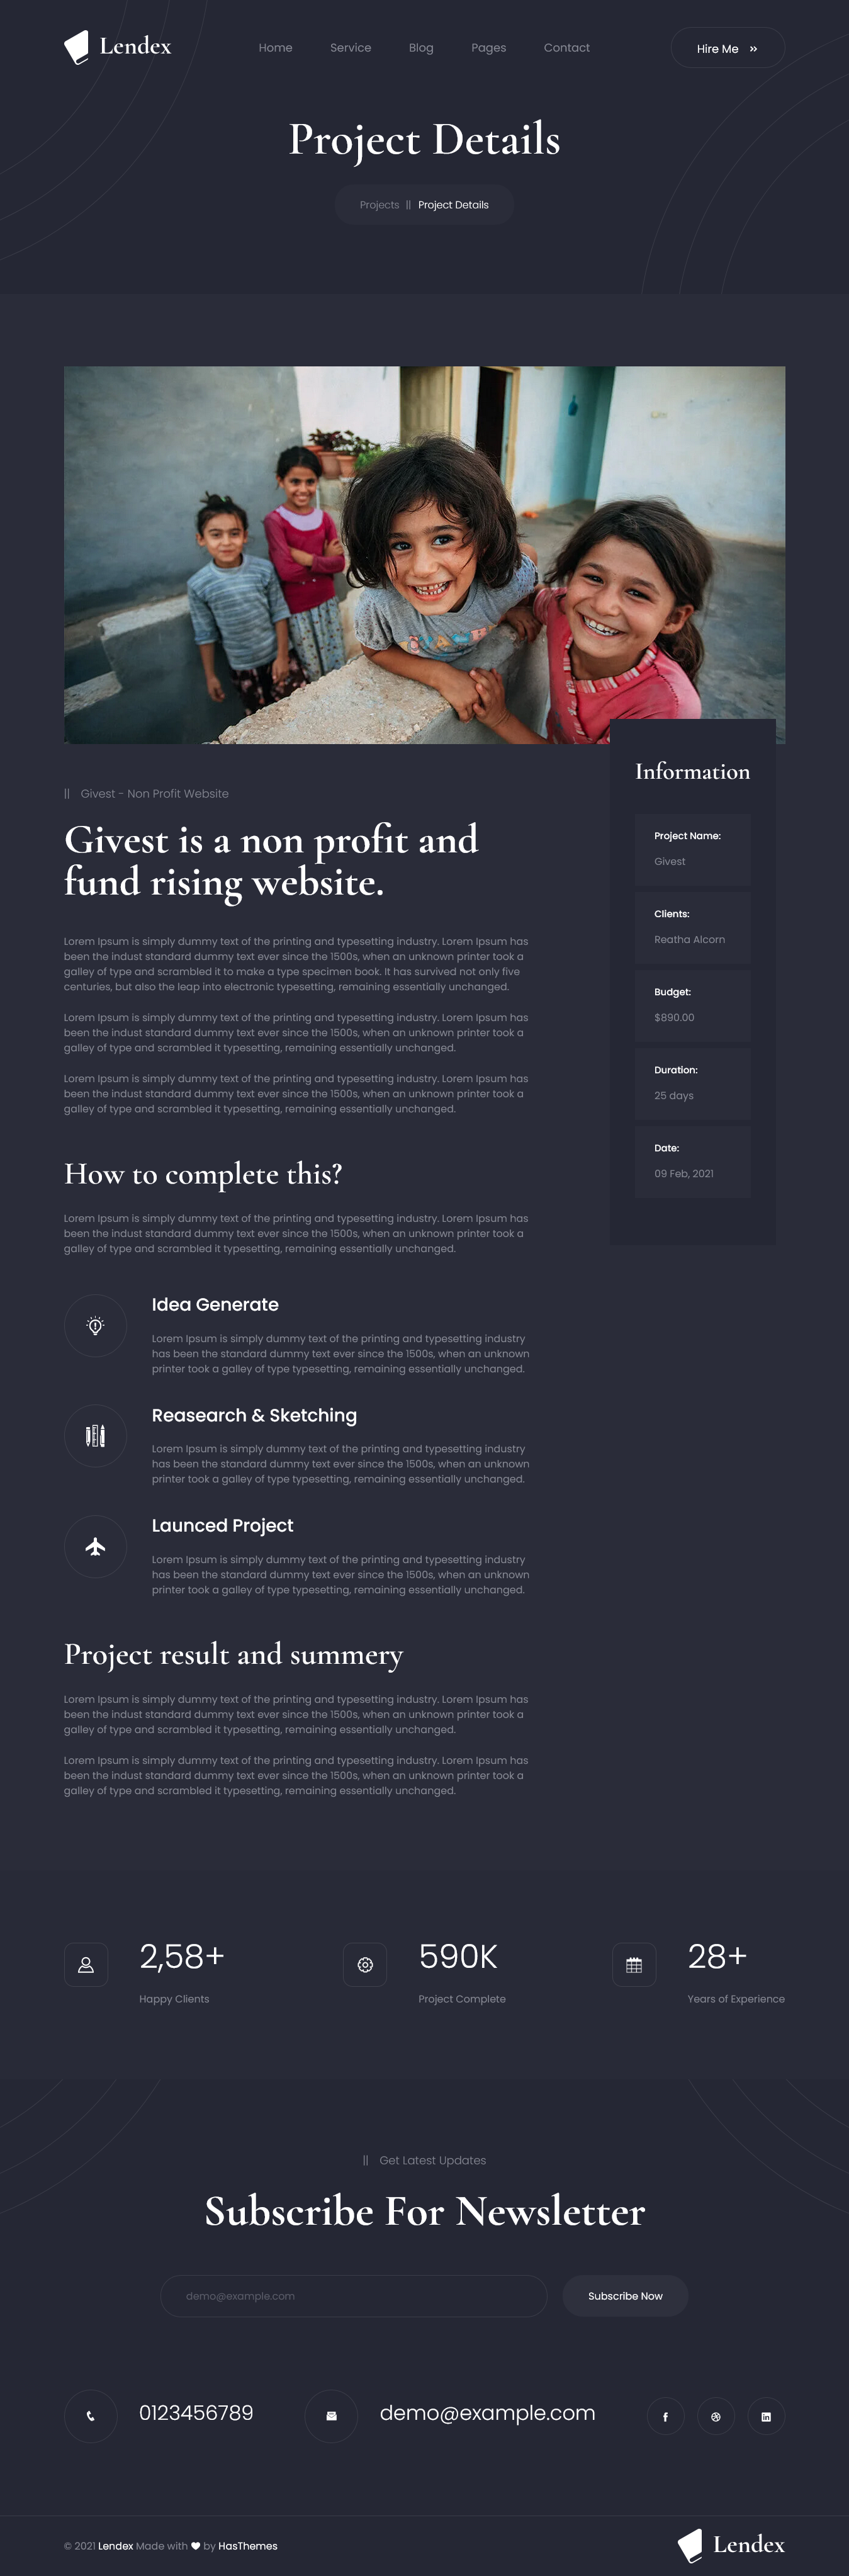 Lendex
Home Service Blog Pages Contact
Hire Me »
Project Details
Projects || Project Details
|| Givest - Non Profit Website
Givest is a non profit and
fund rising website.
Lorem Ipsum is simply dummy text of the printing and typesetting industry. Lorem Ipsum has
been the indust standard dummy text ever since the 1500s, when an unknown printer took a
galley of type and scrambled it to make a type specimen book. It has survived not only five
centuries, but also the leap into electronic typesetting, remaining essentially unchanged.
Lorem Ipsum is simply dummy text of the printing and typesetting industry. Lorem Ipsum has
been the indust standard dummy text ever since the 1500s, when an unknown printer took a
galley of type and scrambled it typesetting, remaining essentially unchanged.
Lorem Ipsum is simply dummy text of the printing and typesetting industry. Lorem Ipsum has
been the indust standard dummy text ever since the 1500s, when an unknown printer took a
galley of type and scrambled it typesetting, remaining essentially unchanged.
How to complete this?
Lorem Ipsum is simply dummy text of the printing and typesetting industry. Lorem Ipsum has
been the indust standard dummy text ever since the 1500s, when an unknown printer took a
galley of type and scrambled it typesetting, remaining essentially unchanged.
Idea Generate
Lorem Ipsum is simply dummy text of the printing and typesetting industry
has been the standard dummy text ever since the 1500s, when an unknown
printer took a galley of type typesetting, remaining essentially unchanged.
Reasearch & Sketching
Lorem Ipsum is simply dummy text of the printing and typesetting industry
has been the standard dummy text ever since the 1500s, when an unknown
printer took a galley of type typesetting, remaining essentially unchanged.
Launced Project
Lorem Ipsum is simply dummy text of the printing and typesetting industry
has been the standard dummy text ever since the 1500s, when an unknown
printer took a galley of type typesetting, remaining essentially unchanged.
Project result and summery
Lorem Ipsum is simply dummy text of the printing and typesetting industry. Lorem Ipsum has
been the indust standard dummy text ever since the 1500s, when an unknown printer took a
galley of type and scrambled it typesetting, remaining essentially unchanged.
Lorem Ipsum is simply dummy text of the printing and typesetting industry. Lorem Ipsum has
been the indust standard dummy text ever since the 1500s, when an unknown printer took a
galley of type and scrambled it typesetting, remaining essentially unchanged.
Information
Project Name:
Givest
Clients:
Reatha Alcorn
Budget:
$890.00
Duration:
25 days
Date:
09 Feb, 2021
2,58+
Happy Clients
590K
Project Complete
28+
Years of Experience
|| Get Latest Updates
Subscribe For Newsletter
demo@example.com
Subscribe Now
0123456789
demo@example.com
© 2021 Lendex Made with ♥ by HasThemes
Lendex